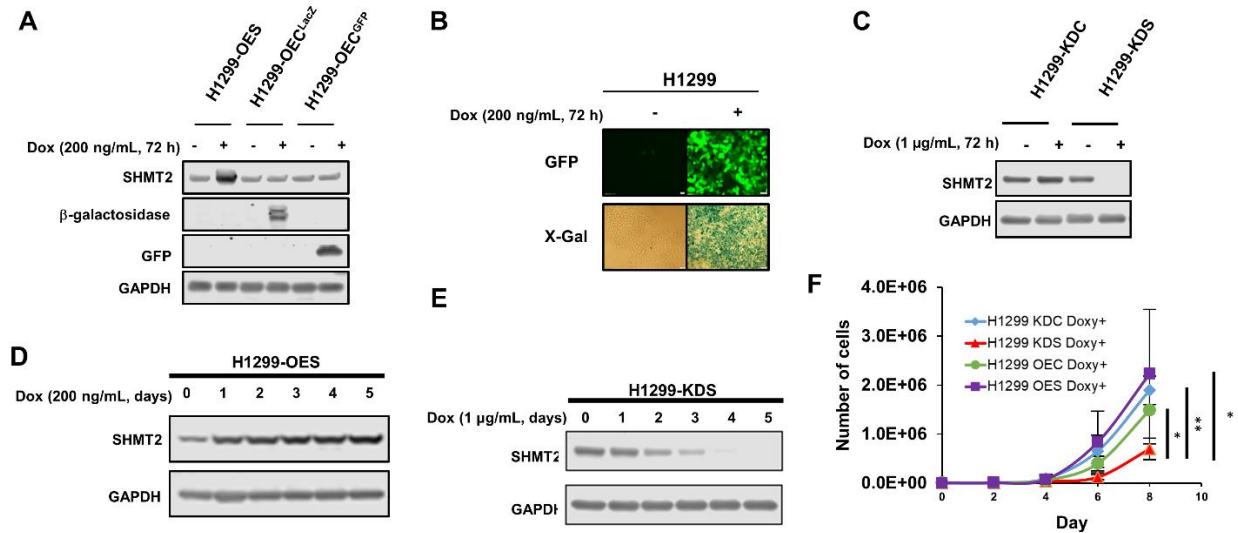 A
H1299-OES
H1299-OEC^LacZ
H1299-OEC^GFP
Dox (200 ng/mL, 72 h) - + - + - +
SHMT2
β-galactosidase
GFP
GAPDH
B
H1299
Dox (200 ng/mL, 72 h) - +
GFP
X-Gal
C
H1299-KDC
H1299-KDS
Dox (1 µg/mL, 72 h) - + - +
SHMT2
GAPDH
D
H1299-OES
Dox (200 ng/mL, days) 0 1 2 3 4 5
SHMT2
GAPDH
E
H1299-KDS
Dox (1 µg/mL, days) 0 1 2 3 4 5
SHMT2
GAPDH
F
4.0E+06
3.0E+06
2.0E+06
1.0E+06
0.0E+00
Number of cells
H1299 KDC Doxy+
H1299 KDS Doxy+
H1299 OEC Doxy+
H1299 OES Doxy+
*
**
*
0 2 4 6 8 10
Day